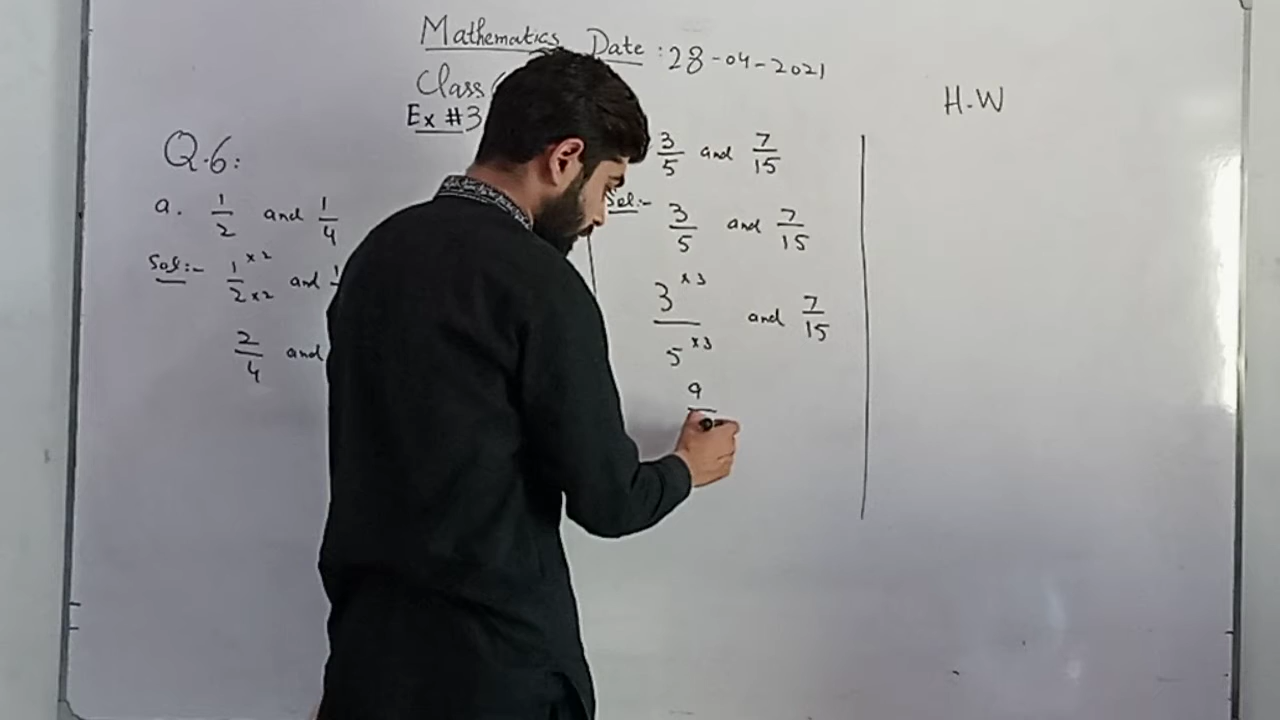 Mathematics Date : 28-04-2021
Class
Ex #3
H.W
Q.6:
a. 1/2 and 1/4
Sol:- 1×2/2×2 and 1
2/4 and
3/5 and 7/15
Sol:- 3/5 and 7/15
3×3/5×3 and 7/15
9